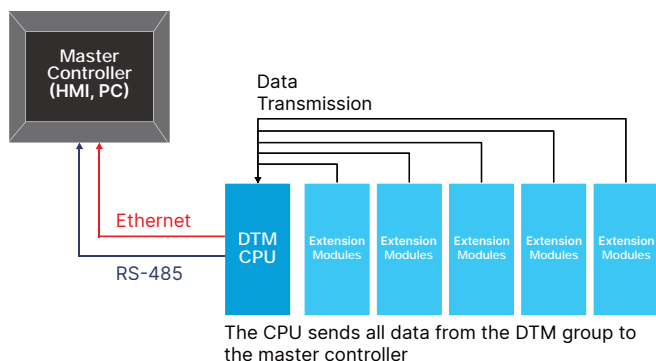 Master
Controller
(HMI, PC)
Data
Transmission
Ethernet
RS-485
DTM
CPU
Extension
Modules
Extension
Modules
Extension
Modules
Extension
Modules
Extension
Modules
The CPU sends all data from the DTM group to
the master controller